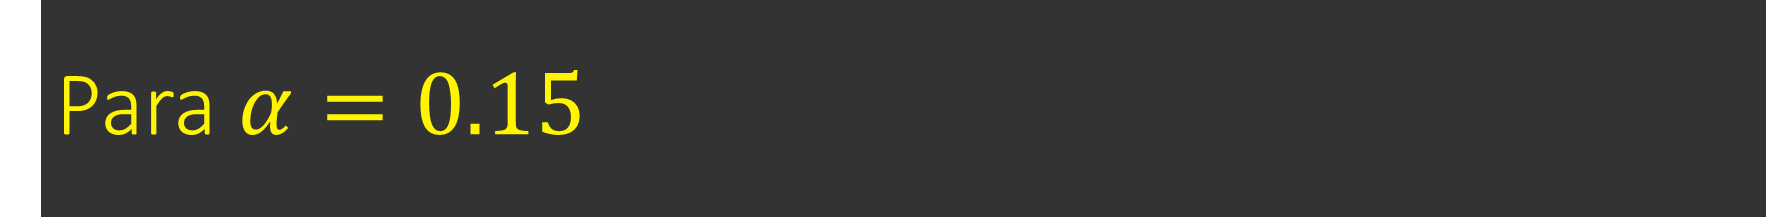 Para 𝛼 = 0.15